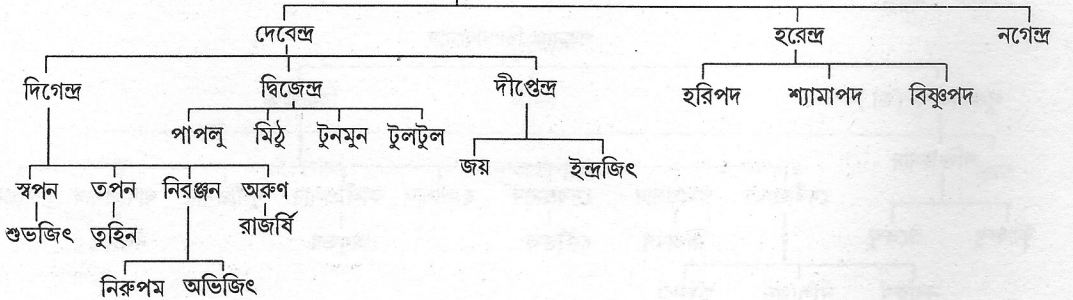 দেবেন্দ্র হরেন্দ্র নগেন্দ্র
দিগেন্দ্র দ্বিজেন্দ্র দীপ্তেন্দ্র হরিপদ শ্যামাপদ বিষ্ণুপদ
পাপলু মিঠু টুনমুন টুলটুল
জয় ইন্দ্রজিৎ
স্বপন তপন নিরঞ্জন অরুণ
শুভজিৎ তুহিন রাজর্ষি
নিরুপম অভিজিৎ